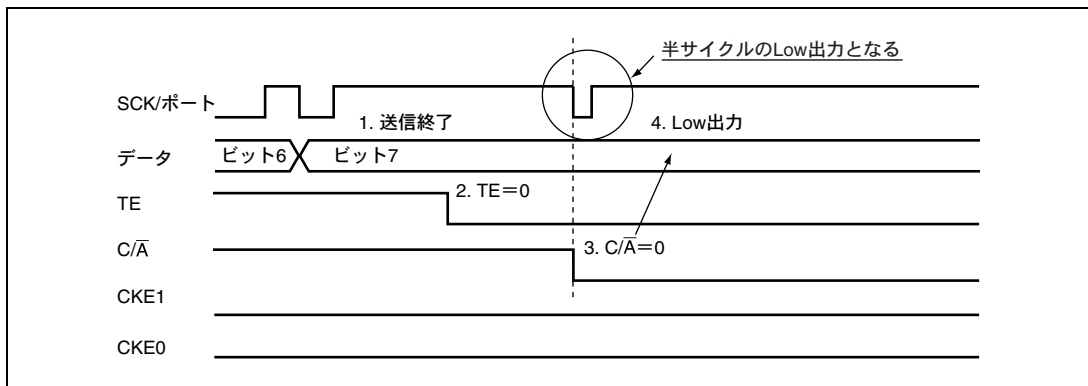 半サイクルのLow出力となる
SCK/ポート
1. 送信終了
4. Low出力
データ
ビット6
ビット7
TE
2. TE＝0
C/A̅
3. C/A̅＝0
CKE1
CKE0